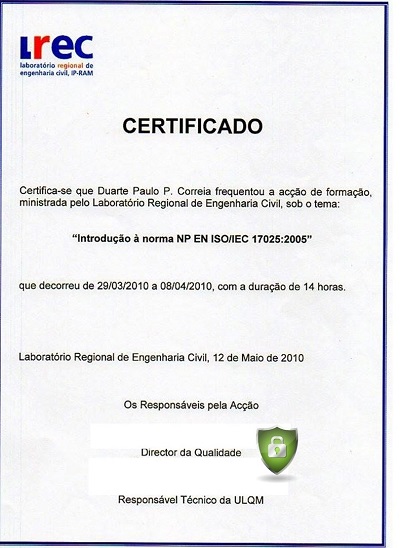 LREC
laboratório regional de
engenharia civil, IP-RAM
CERTIFICADO
Certifica-se que Duarte Paulo P. Correia frequentou a acção de formação,
ministrada pelo Laboratório Regional de Engenharia Civil, sob o tema:
“Introdução à norma NP EN ISO/IEC 17025:2005”
que decorreu de 29/03/2010 a 08/04/2010, com a duração de 14 horas.
Laboratório Regional de Engenharia Civil, 12 de Maio de 2010
Os Responsáveis pela Acção
Director da Qualidade
Responsável Técnico da ULQM